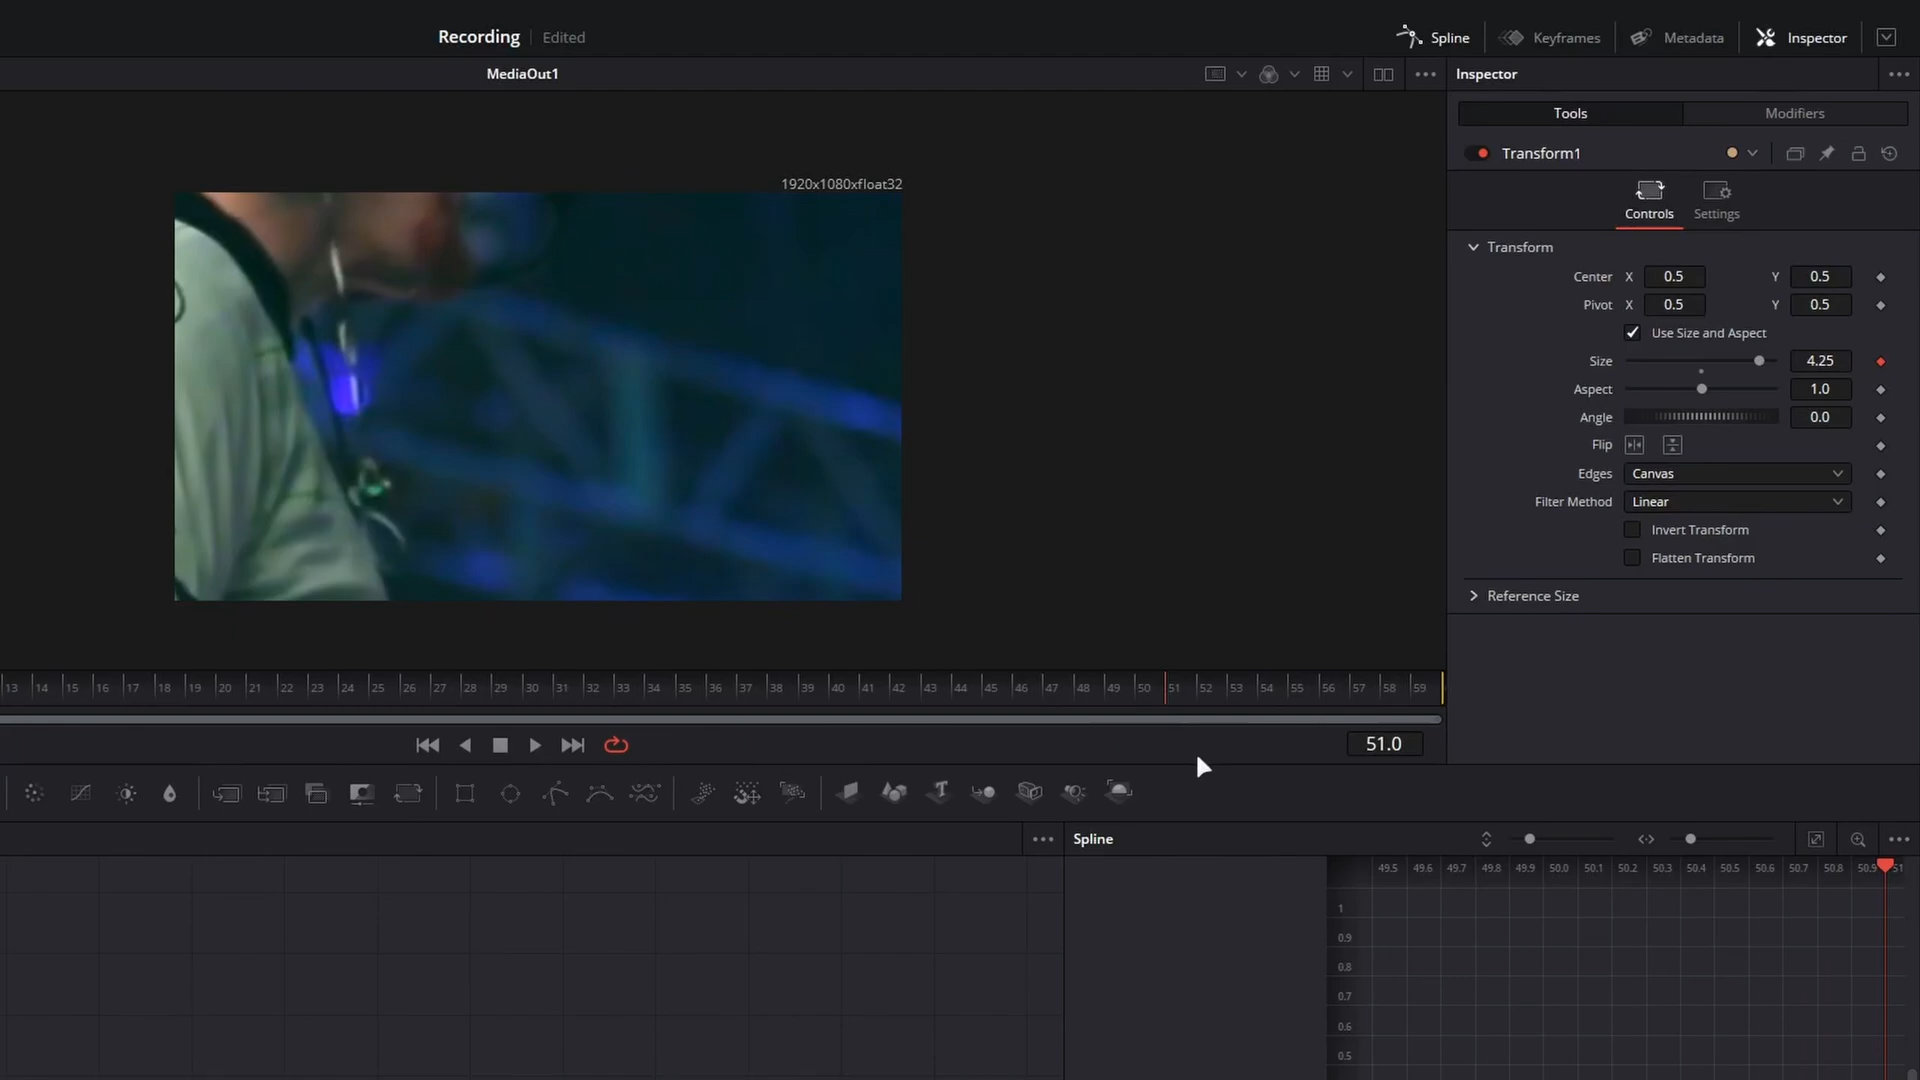 Recording Edited Spline Keyframes Metadata Inspector
MediaOut1 Inspector
Tools Modifiers
Transform1
1920x1080xfloat32
Controls Settings
Transform
Center X 0.5 Y 0.5
Pivot X 0.5 Y 0.5
Use Size and Aspect
Size 4.25
Aspect 1.0
Angle 0.0
Flip
Edges Canvas
Filter Method Linear
Invert Transform
Flatten Transform
Reference Size
13 14 15 16 17 18 19 20 21 22 23 24 25 26 27 28 29 30 31 32 33 34 35 36 37 38 39 40 41 42 43 44 45 46 47 48 49 50 51 52 53 54 55 56 57 58 59
51.0
Spline
49.5 49.6 49.7 49.8 49.9 50.0 50.1 50.2 50.3 50.4 50.5 50.6 50.7 50.8 50.9 51
1
0.9
0.8
0.7
0.6
0.5